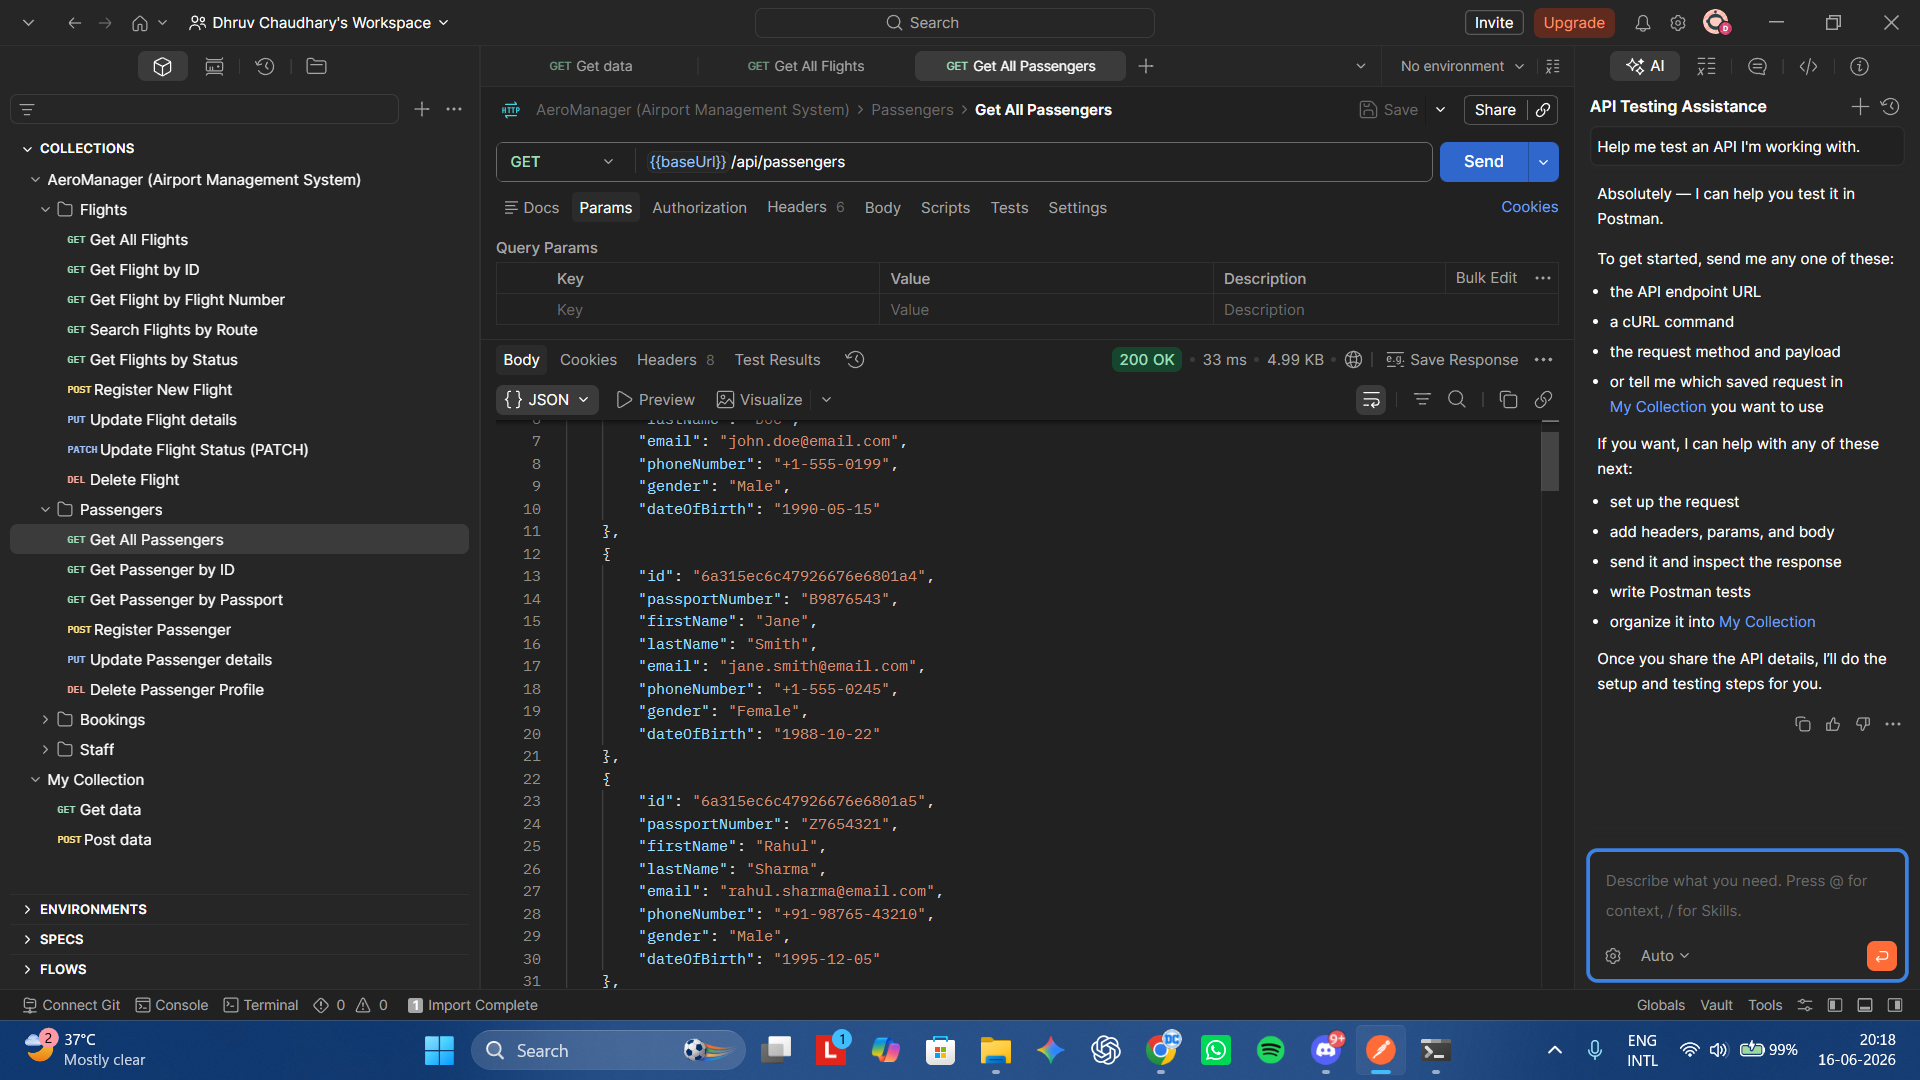 Dhruv Chaudhary's Workspace
Search
Invite
Upgrade
GET Get data
GET Get All Flights
GET Get All Passengers
No environment
AI
AeroManager (Airport Management System) > Passengers > Get All Passengers
Save
Share
API Testing Assistance
COLLECTIONS
AeroManager (Airport Management System)
Flights
GET Get All Flights
GET Get Flight by ID
GET Get Flight by Flight Number
GET Search Flights by Route
GET Get Flights by Status
POST Register New Flight
PUT Update Flight details
PATCH Update Flight Status (PATCH)
DEL Delete Flight
Passengers
GET Get All Passengers
GET Get Passenger by ID
GET Get Passenger by Passport
POST Register Passenger
PUT Update Passenger details
DEL Delete Passenger Profile
Bookings
Staff
My Collection
GET Get data
POST Post data
ENVIRONMENTS
SPECS
FLOWS
HTTP
GET
{{baseUrl}} /api/passengers
Send
Docs Params Authorization Headers 6 Body Scripts Tests Settings
Cookies
Query Params
Key Value Description Bulk Edit
Key Value Description
Body Cookies Headers 8 Test Results
200 OK • 33 ms • 4.99 KB
e.g. Save Response
{} JSON Preview Visualize
6 "lastName": "Doe",
7 "email": "john.doe@email.com",
8 "phoneNumber": "+1-555-0199",
9 "gender": "Male",
10 "dateOfBirth": "1990-05-15"
11 },
12 {
13 "id": "6a315ec6c47926676e6801a4",
14 "passportNumber": "B9876543",
15 "firstName": "Jane",
16 "lastName": "Smith",
17 "email": "jane.smith@email.com",
18 "phoneNumber": "+1-555-0245",
19 "gender": "Female",
20 "dateOfBirth": "1988-10-22"
21 },
22 {
23 "id": "6a315ec6c47926676e6801a5",
24 "passportNumber": "Z7654321",
25 "firstName": "Rahul",
26 "lastName": "Sharma",
27 "email": "rahul.sharma@email.com",
28 "phoneNumber": "+91-98765-43210",
29 "gender": "Male",
30 "dateOfBirth": "1995-12-05"
31 },
Help me test an API I'm working with.
Absolutely — I can help you test it in
Postman.
To get started, send me any one of these:
• the API endpoint URL
• a cURL command
• the request method and payload
• or tell me which saved request in
My Collection you want to use
If you want, I can help with any of these
next:
• set up the request
• add headers, params, and body
• send it and inspect the response
• write Postman tests
• organize it into My Collection
Once you share the API details, I'll do the
setup and testing steps for you.
Describe what you need. Press @ for
context, / for Skills.
Auto
Connect Git Console Terminal 0 0 1 Import Complete
Globals Vault Tools
2
37°C
Mostly clear
Search
L
1
DC
9+
ENG
INTL
99%
20:18
16-06-2026